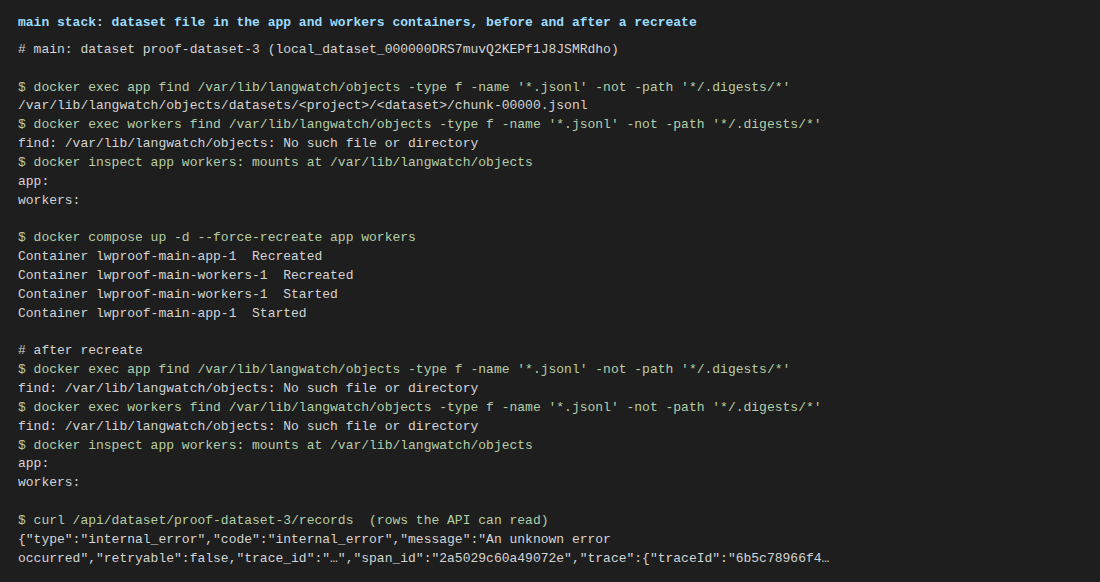 main stack: dataset file in the app and workers containers, before and after a recreate
# main: dataset proof-dataset-3 (local_dataset_000000DRS7muvQ2KEPf1J8JSMRdho)
$ docker exec app find /var/lib/langwatch/objects -type f -name '*.jsonl' -not -path '*/.digests/*'
/var/lib/langwatch/objects/datasets/<project>/<dataset>/chunk-00000.jsonl
$ docker exec workers find /var/lib/langwatch/objects -type f -name '*.jsonl' -not -path '*/.digests/*'
find: /var/lib/langwatch/objects: No such file or directory
$ docker inspect app workers: mounts at /var/lib/langwatch/objects
app:
workers:
$ docker compose up -d --force-recreate app workers
Container lwproof-main-app-1  Recreated
Container lwproof-main-workers-1  Recreated
Container lwproof-main-workers-1  Started
Container lwproof-main-app-1  Started
# after recreate
$ docker exec app find /var/lib/langwatch/objects -type f -name '*.jsonl' -not -path '*/.digests/*'
find: /var/lib/langwatch/objects: No such file or directory
$ docker exec workers find /var/lib/langwatch/objects -type f -name '*.jsonl' -not -path '*/.digests/*'
find: /var/lib/langwatch/objects: No such file or directory
$ docker inspect app workers: mounts at /var/lib/langwatch/objects
app:
workers:
$ curl /api/dataset/proof-dataset-3/records  (rows the API can read)
{"type":"internal_error","code":"internal_error","message":"An unknown error
occurred","retryable":false,"trace_id":"…","span_id":"2a5029c60a49072e","trace":{"traceId":"6b5c78966f4…